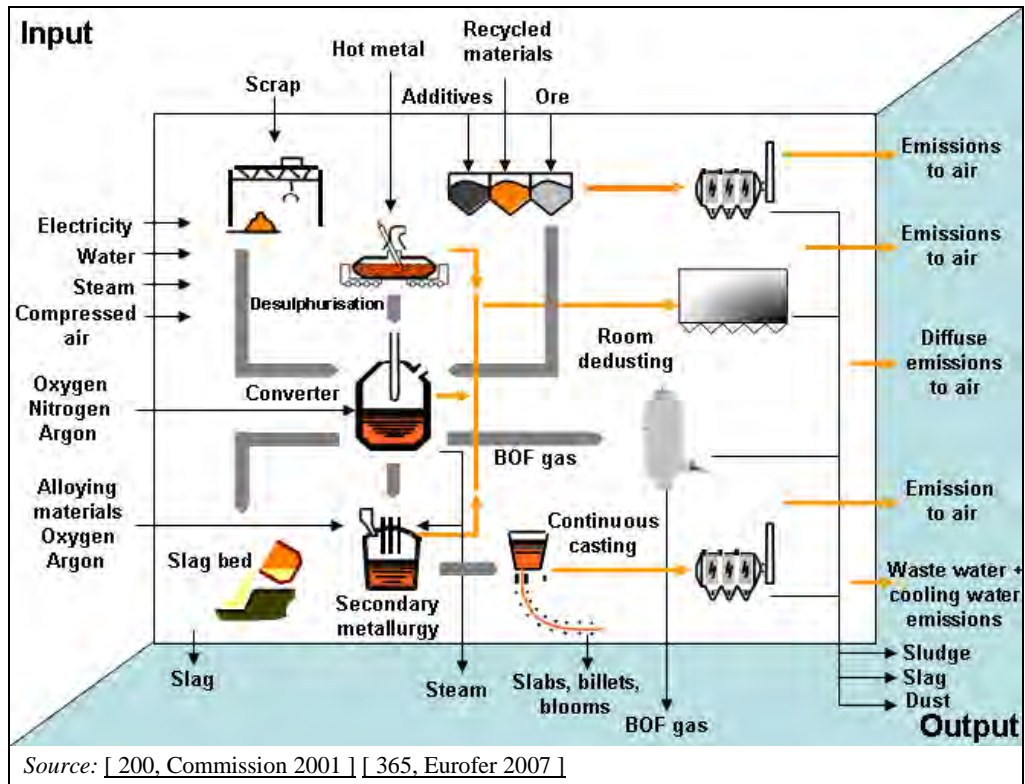 Input
Hot metal
Recycled
materials
Scrap
Additives
Ore
Electricity
Water
Steam
Compressed
air
Desulphurisation
Oxygen
Nitrogen
Argon
Converter
Room
dedusting
BOF gas
Alloying
materials
Oxygen
Argon
Slag bed
Secondary
metallurgy
Continuous
casting
Emissions
to air
Emissions
to air
Diffuse
emissions
to air
Emission
to air
Waste water +
cooling water
emissions
Sludge
Slag
Dust
Slag
Steam
Slabs, billets,
blooms
BOF gas
Output
Source: [ 200, Commission 2001 ] [ 365, Eurofer 2007 ]